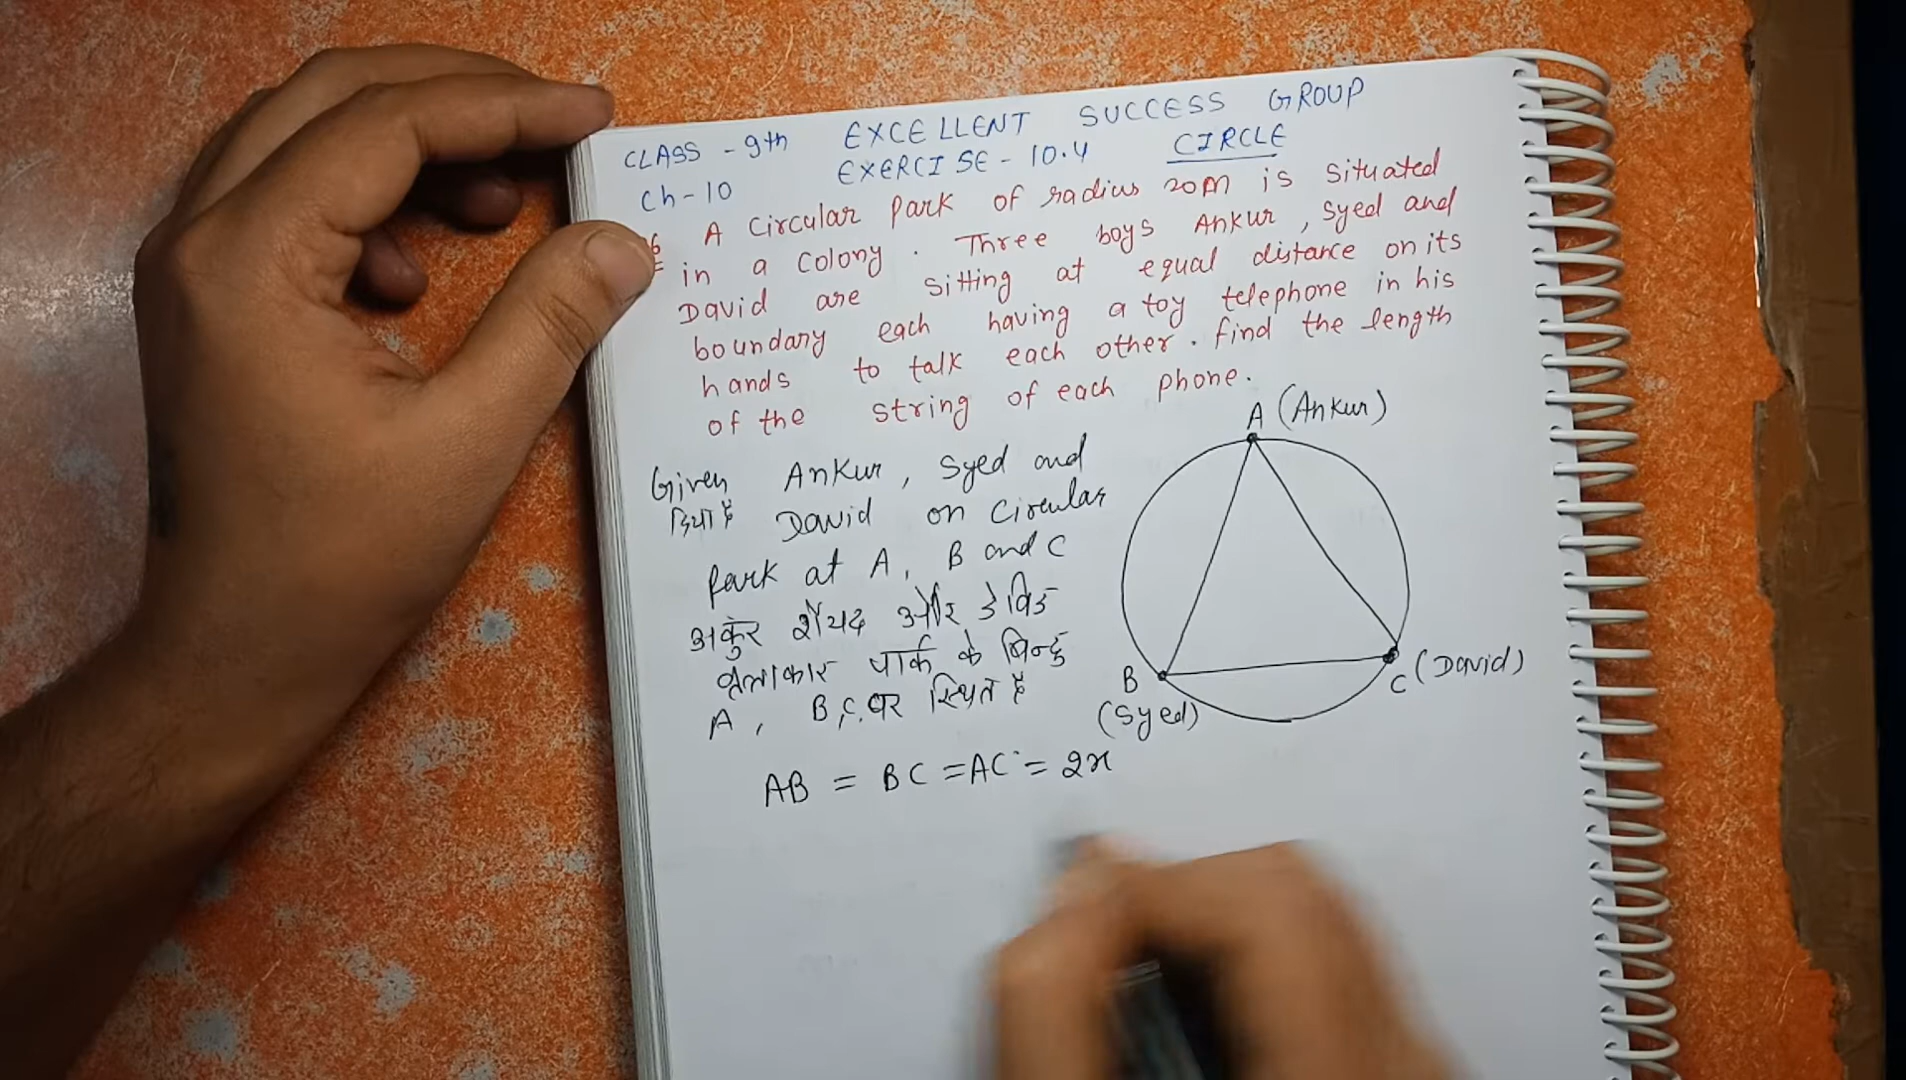 CLASS - 9th EXCELLENT SUCCESS GROUP
Ch-10 EXERCISE - 10.4 CIRCLE
6 A Circular Park of radius 20m is situated
in a Colony. Three boys Ankur, Syed and
David are sitting at equal distance on its
boundary each having a toy telephone in his
hands to talk each other. find the length
of the string of each phone.
A (Ankur)
Given Ankur, Syed and
दिया है David on Circular
Park at A, B and C
अंकुर शैयद और डेविड
वृत्ताकार पार्क के बिन्दु
A, B, C, पर स्थित है
B
(Syed)
C (David)
AB = BC = AC = 2x